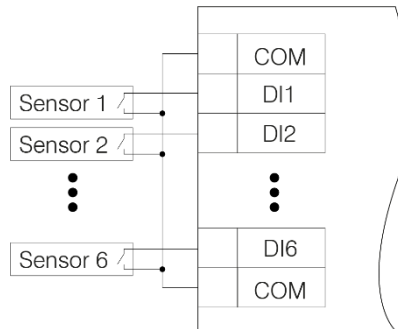 COM
Sensor 1
DI1
Sensor 2
DI2
Sensor 6
DI6
COM